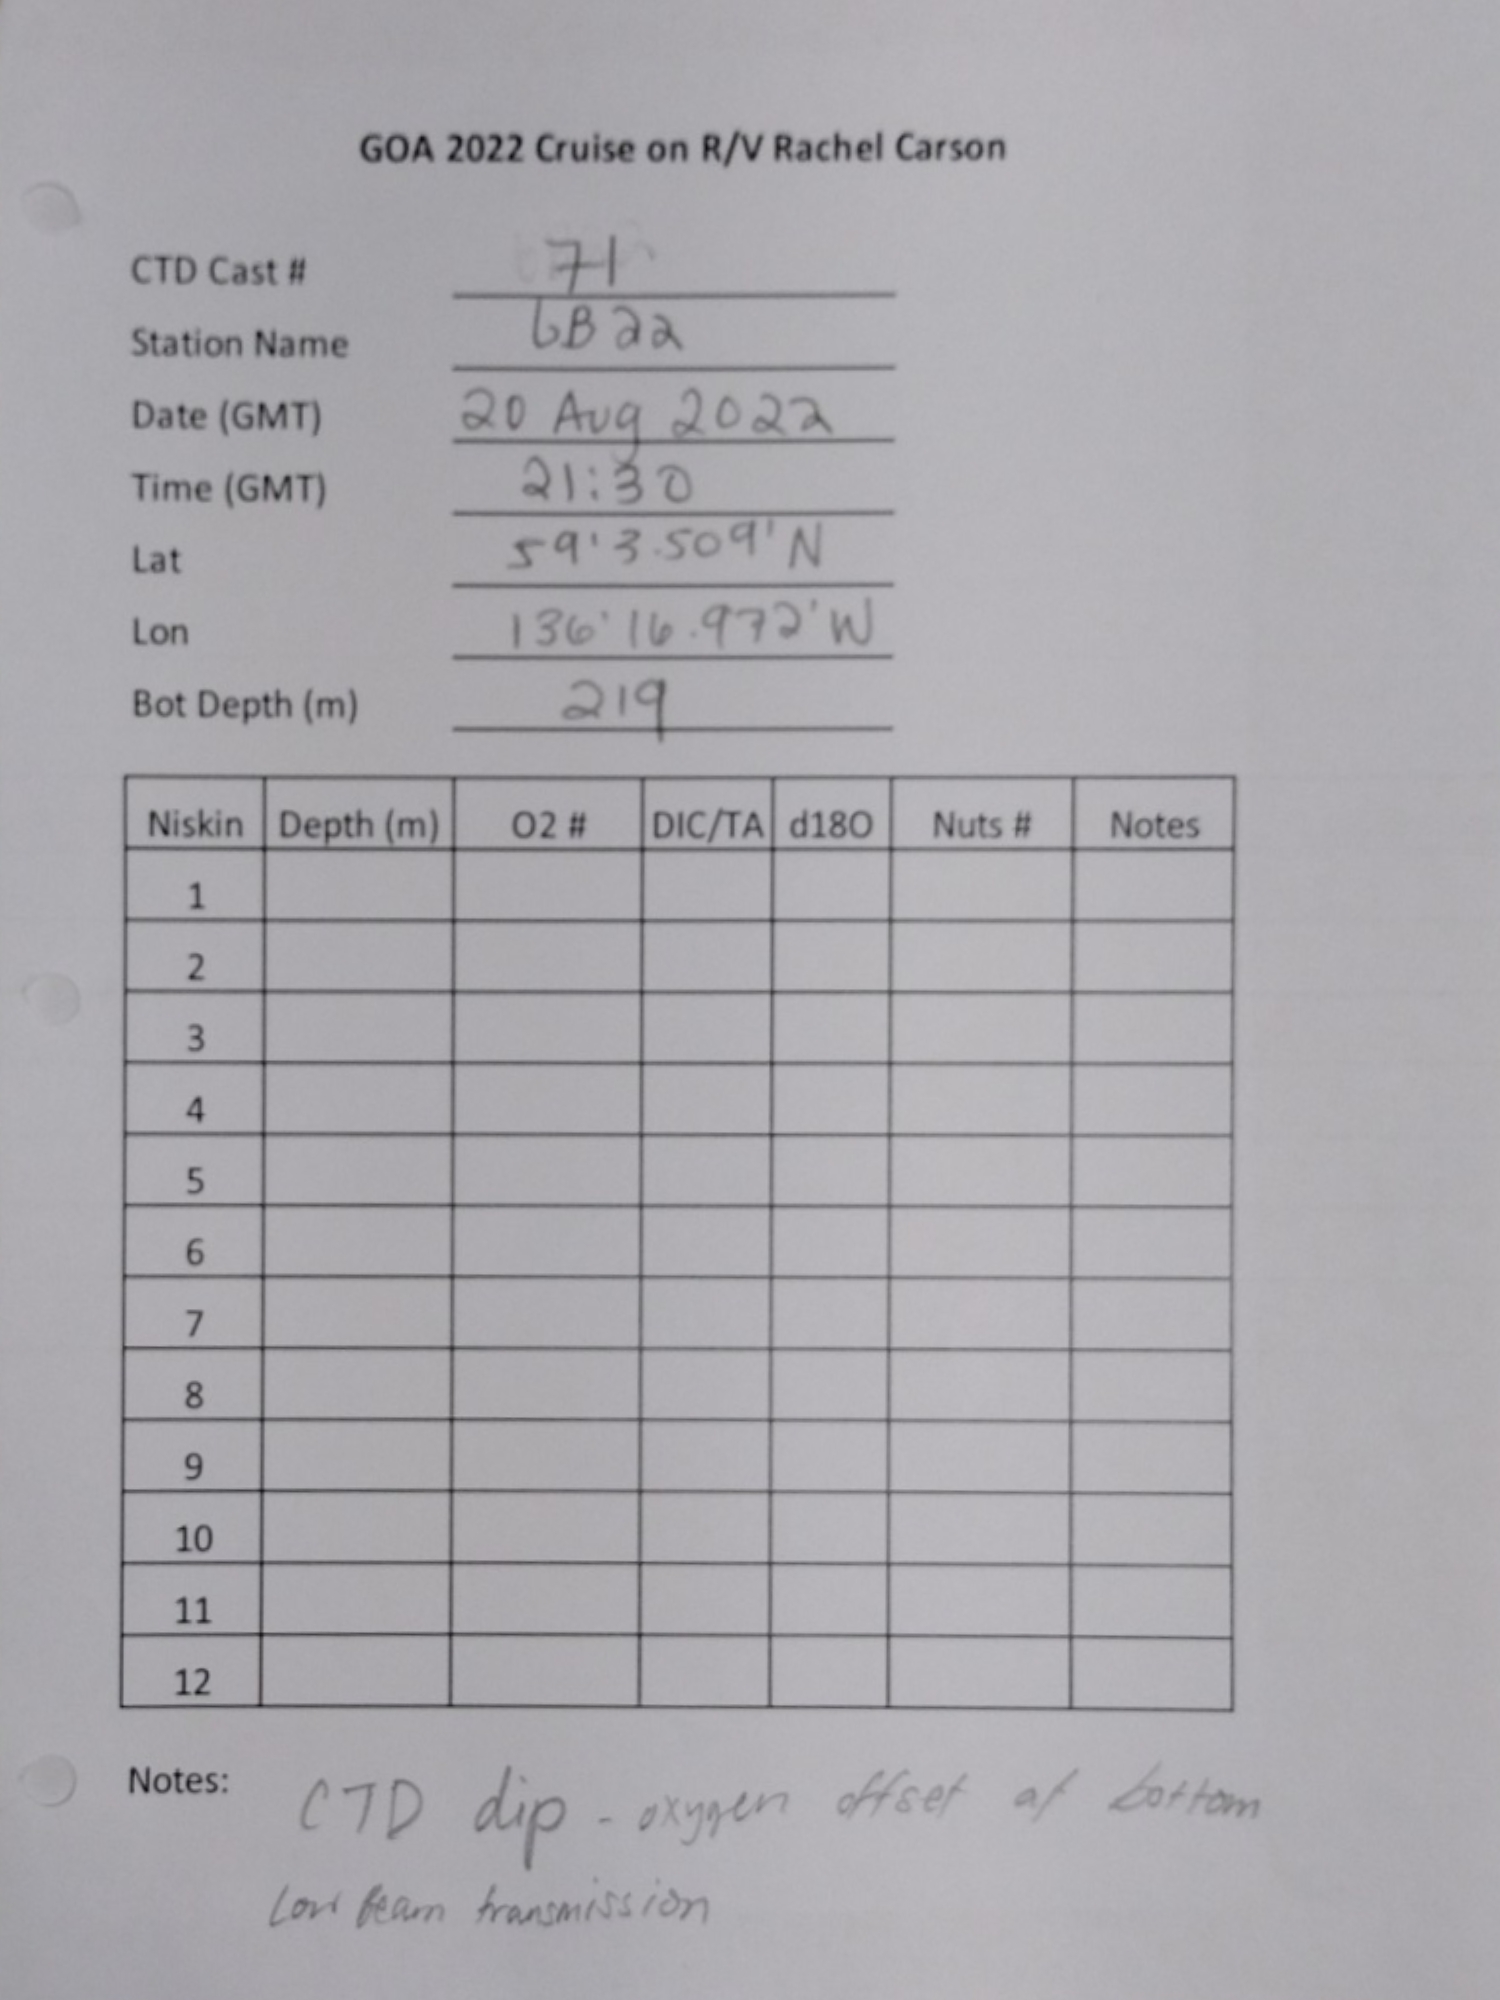 GOA 2022 Cruise on R/V Rachel Carson
CTD Cast # 71
Station Name GB22
Date (GMT) 20 Aug 2022
Time (GMT) 21:30
Lat 59'3.509'N
Lon 136'16.972'W
Bot Depth (m) 219
Niskin Depth (m) O2 # DIC/TA d18O Nuts # Notes
1
2
3
4
5
6
7
8
9
10
11
12
Notes: CTD dip - oxygen offset at bottom
Low beam transmission